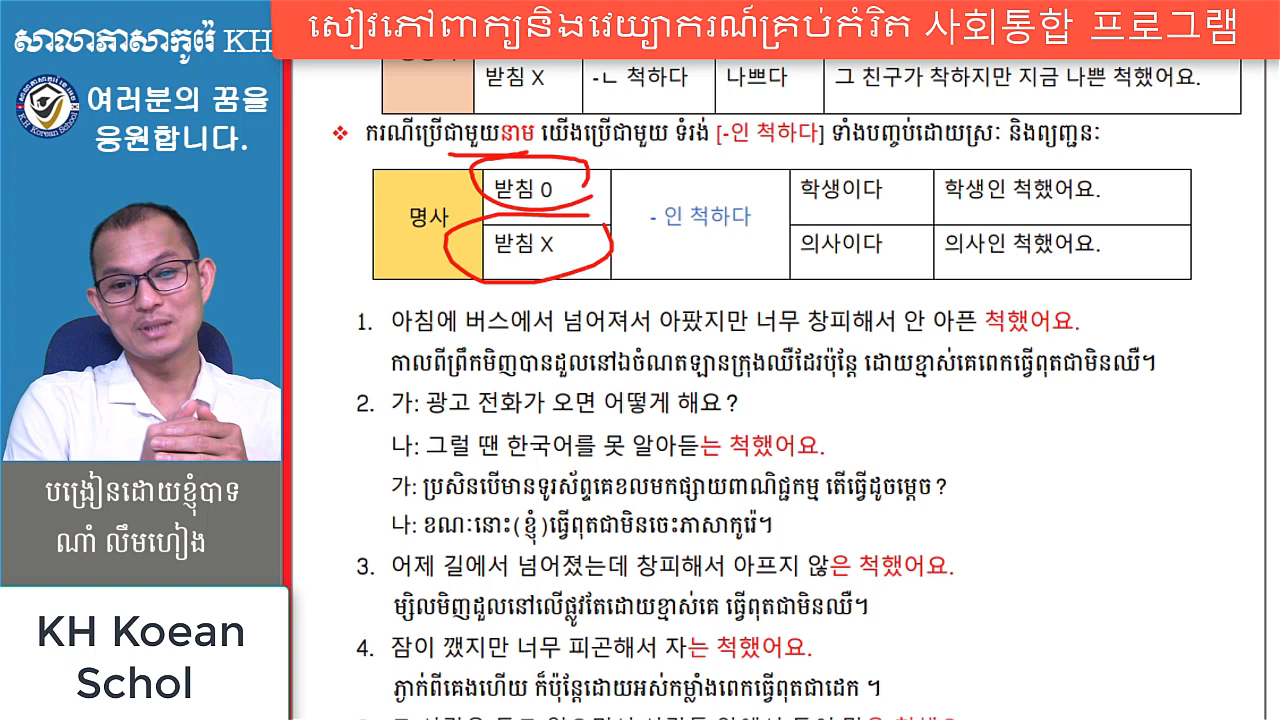 សាលាភាសាកូរ៉េ KH
សៀវភៅពាក្យនិងវេយ្យាករណ៍គ្រប់កំរិត 사회통합 프로그램
여러분의 꿈을
응원합니다.
받침 X -ㄴ 척하다 나쁘다 그 친구가 착하지만 지금 나쁜 척했어요.
❖ ករណីប្រើជាមួយនាម យើងប្រើជាមួយ ទំរង់ [-인 척하다] ទាំងបញ្ចប់ដោយស្រៈ និងព្យញ្ជនៈ
명사 받침 O - 인 척하다 학생이다 학생인 척했어요.
받침 X 의사이다 의사인 척했어요.
1. 아침에 버스에서 넘어져서 아팠지만 너무 창피해서 안 아픈 척했어요.
កាលពីព្រឹកមិញបានដួលនៅឯចំណតឡានក្រុងឈឺដែរប៉ុន្តែ ដោយខ្មាស់គេពេកធ្វើពុតជាមិនឈឺ។
2. 가: 광고 전화가 오면 어떻게 해요?
나: 그럴 땐 한국어를 못 알아듣는 척했어요.
가: ប្រសិនបើមានទូរស័ព្ទគេខលមកផ្សាយពាណិជ្ជកម្ម តើធ្វើដូចម្តេច?
나: ខណៈនោះ(ខ្ញុំ)ធ្វើពុតជាមិនចេះភាសាកូរ៉េ។
3. 어제 길에서 넘어졌는데 창피해서 아프지 않은 척했어요.
ម្សិលមិញដួលនៅលើផ្លូវតែដោយខ្មាស់គេ ធ្វើពុតជាមិនឈឺ។
4. 잠이 깼지만 너무 피곤해서 자는 척했어요.
ភ្ងាក់ពីគេងហើយ ក៏ប៉ុន្តែដោយអស់កម្លាំងពេកធ្វើពុតជាដេក ។
បង្រៀនដោយខ្ញុំបាទ
ណាំ លឹមហៀង
KH Koean
Schol